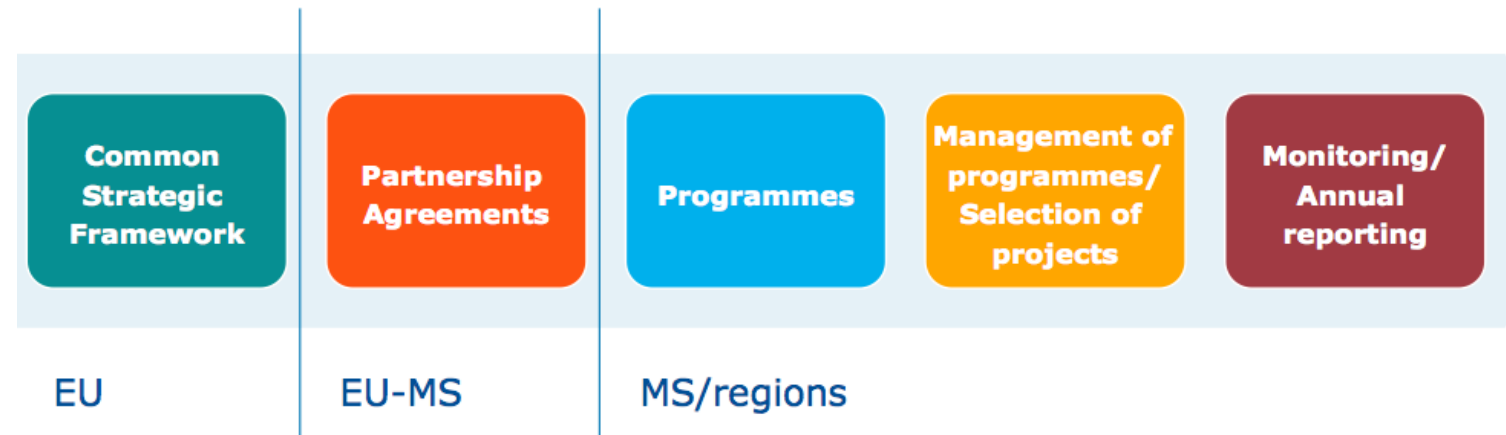 Common
Strategic
Framework
Partnership
Agreements
Programmes
Management of
programmes/
Selection of
projects
Monitoring/
Annual
reporting
EU
EU-MS
MS/regions